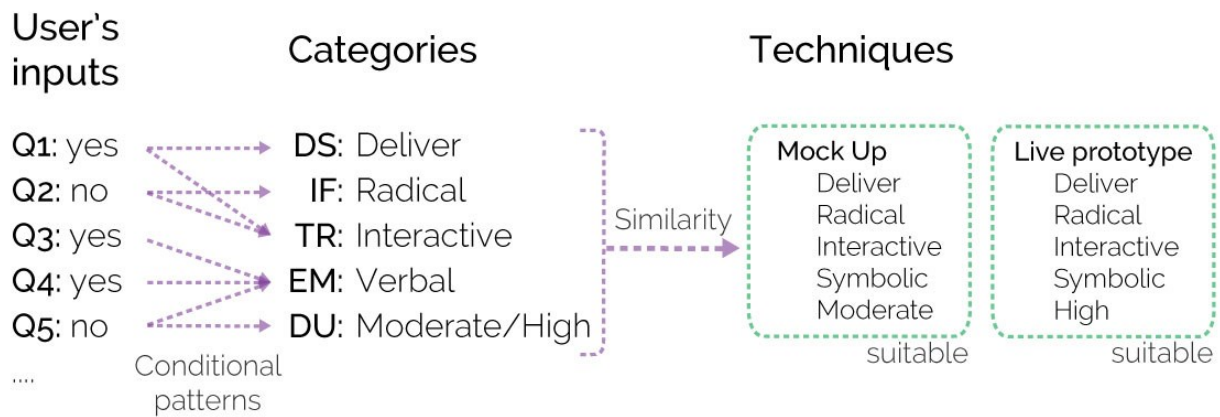 User's
inputs
Categories
Techniques
Q1: yes
Q2: no
Q3: yes
Q4: yes
Q5: no
....
Conditional
patterns
DS: Deliver
IF: Radical
TR: Interactive
EM: Verbal
DU: Moderate/High
Similarity
Mock Up
Deliver
Radical
Interactive
Symbolic
Moderate
suitable
Live prototype
Deliver
Radical
Interactive
Symbolic
High
suitable